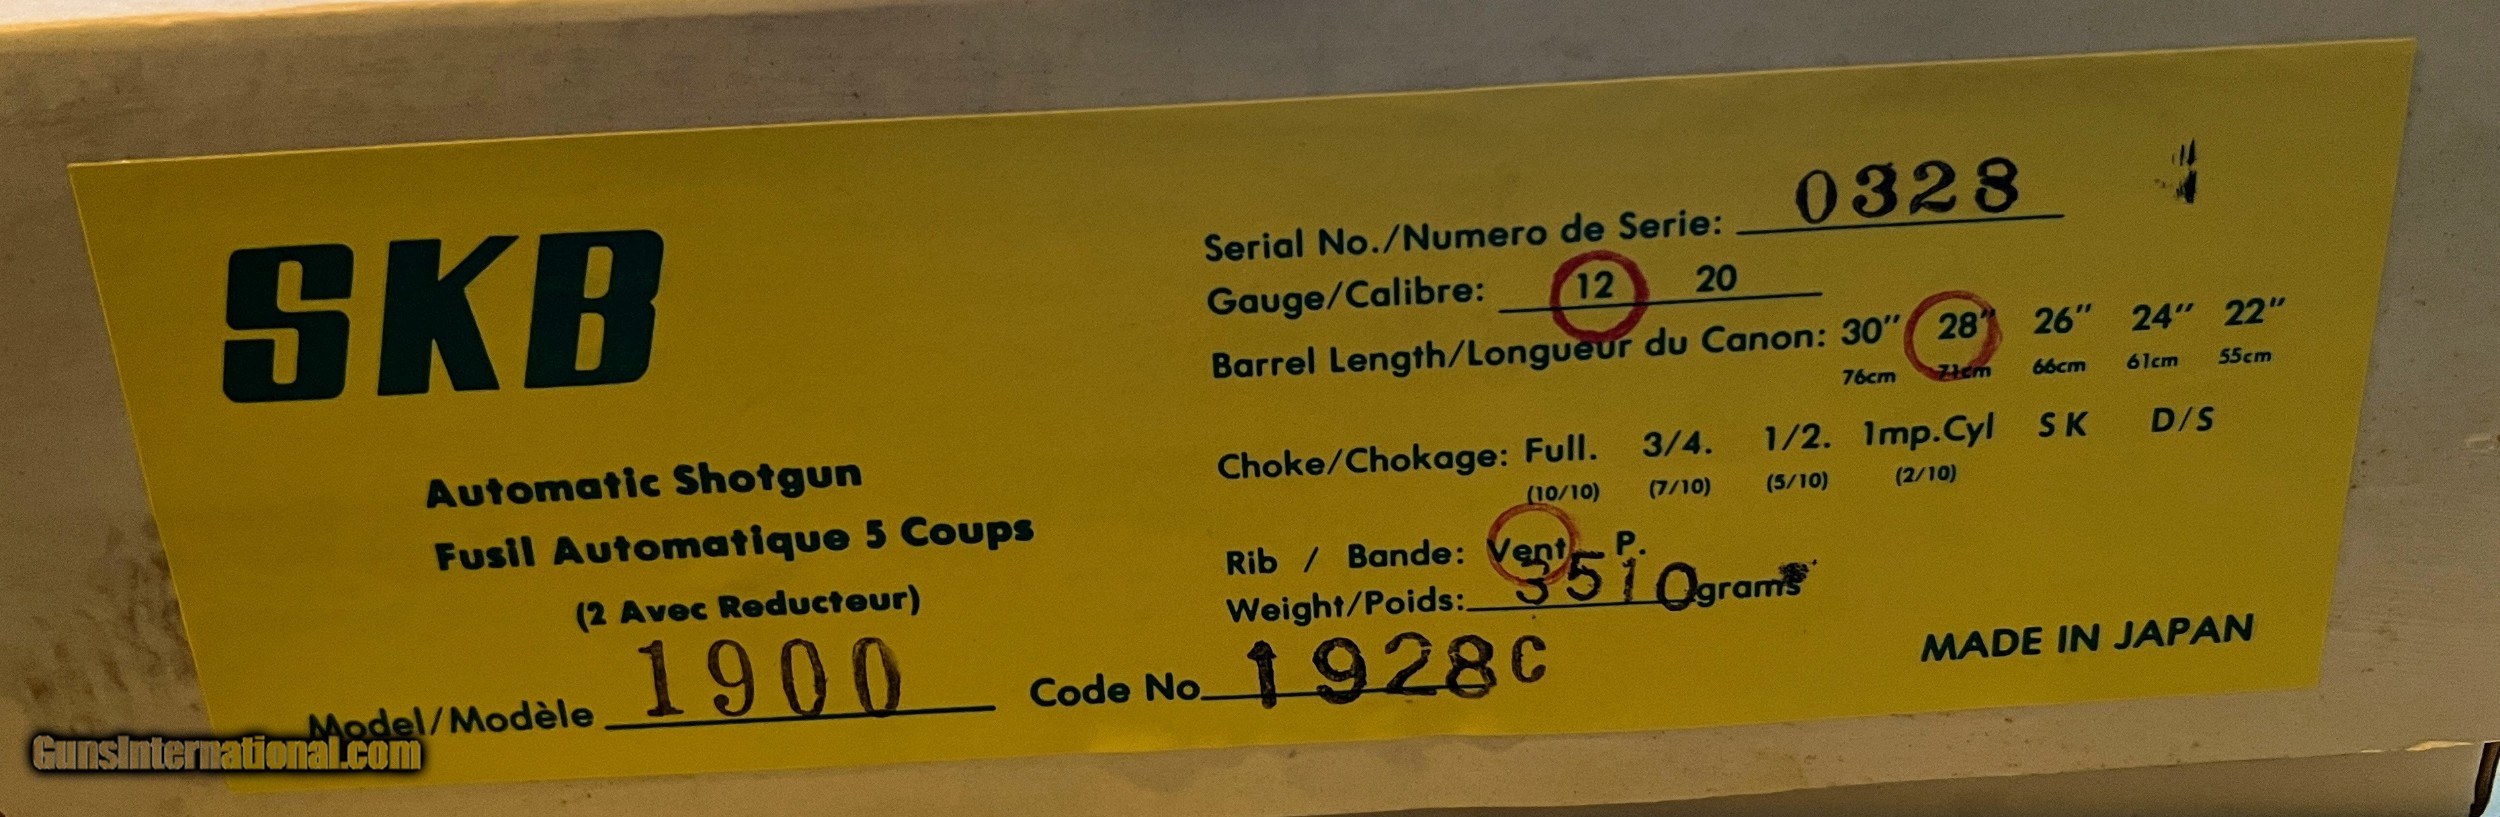 SKB
Automatic Shotgun
Fusil Automatique 5 Coups
(2 Avec Reducteur)
Model/Modèle 1900
Code No 1928C
Serial No./Numero de Serie: 0328
Gauge/Calibre: 12 20
Barrel Length/Longueur du Canon: 30" 28" 26" 24" 22"
76cm 71cm 66cm 61cm 55cm
Choke/Chokage: Full. 3/4. 1/2. 1mp.Cyl SK D/S
(10/10) (7/10) (5/10) (2/10)
Rib / Bande: Vent P.
Weight/Poids: 3510grams
MADE IN JAPAN
GunsInternational.com